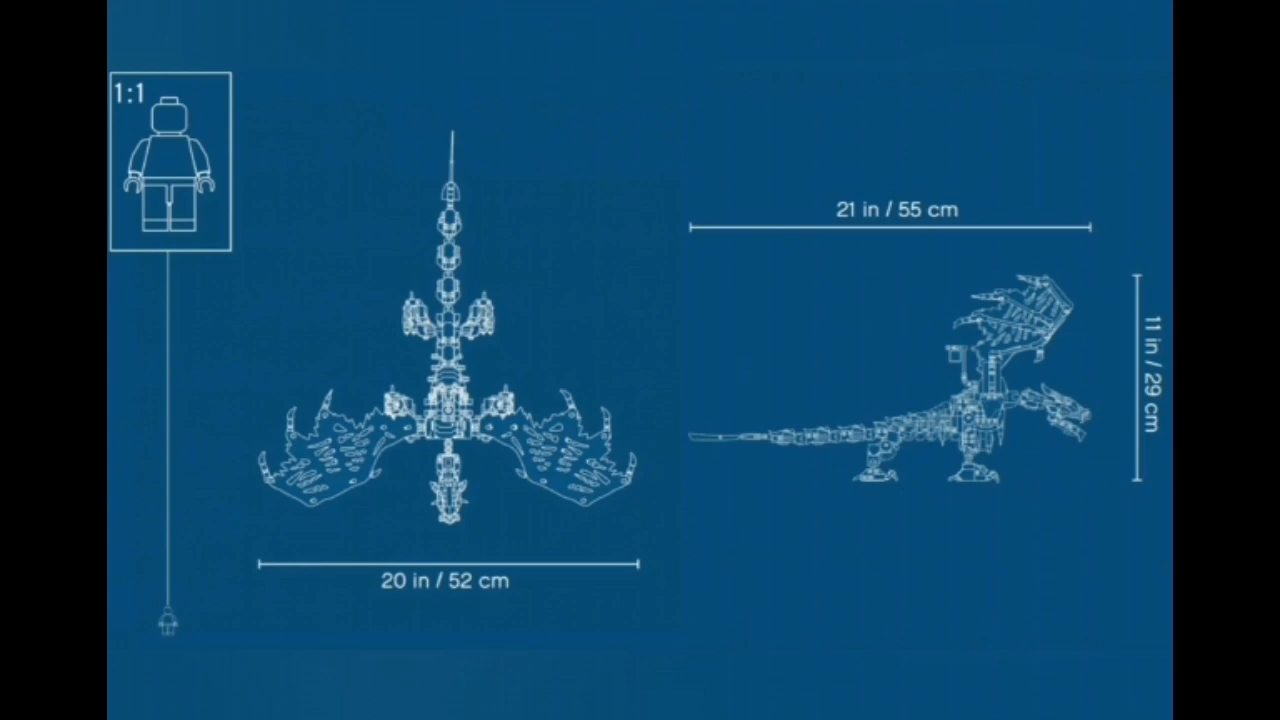 1:1
21 in / 55 cm
11 in / 29 cm
20 in / 52 cm